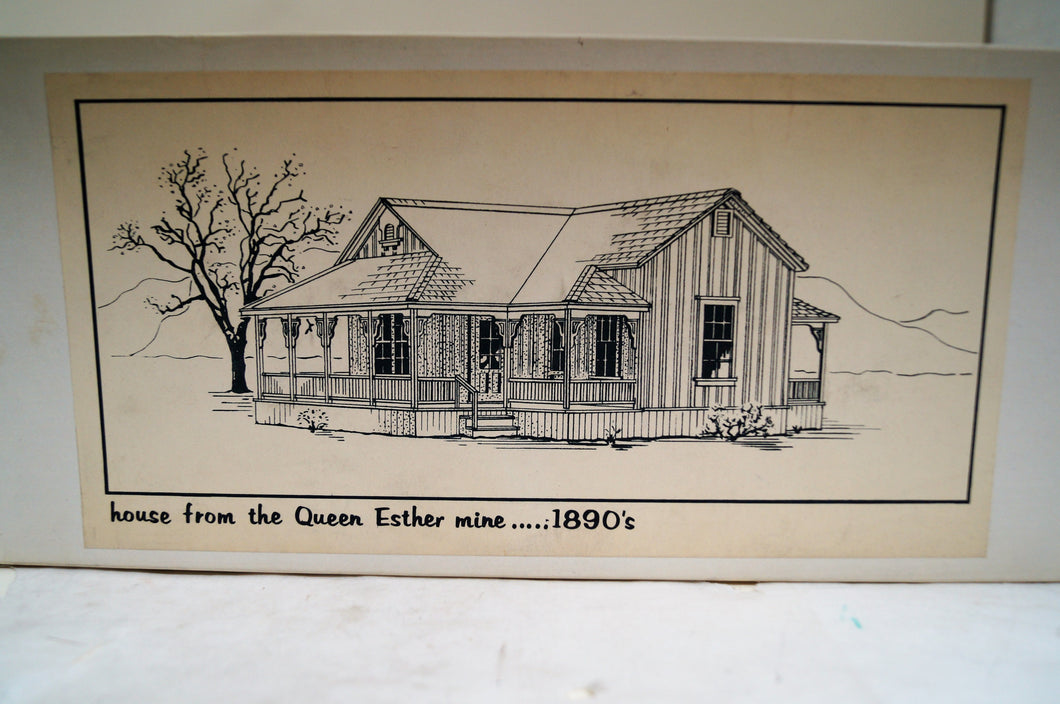 house from the Queen Esther mine.....1890's